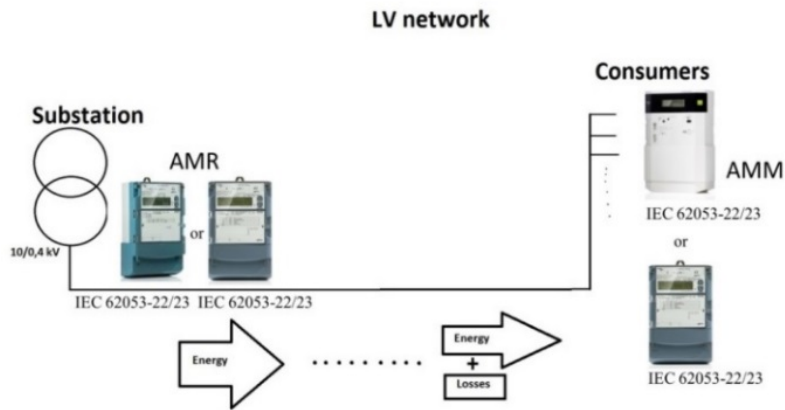 LV network
Consumers
Substation
AMR
AMM
IEC 62053-22/23
or
or
10/0,4 kV
IEC 62053-22/23 IEC 62053-22/23
Energy
Energy
+
Losses
IEC 62053-22/23